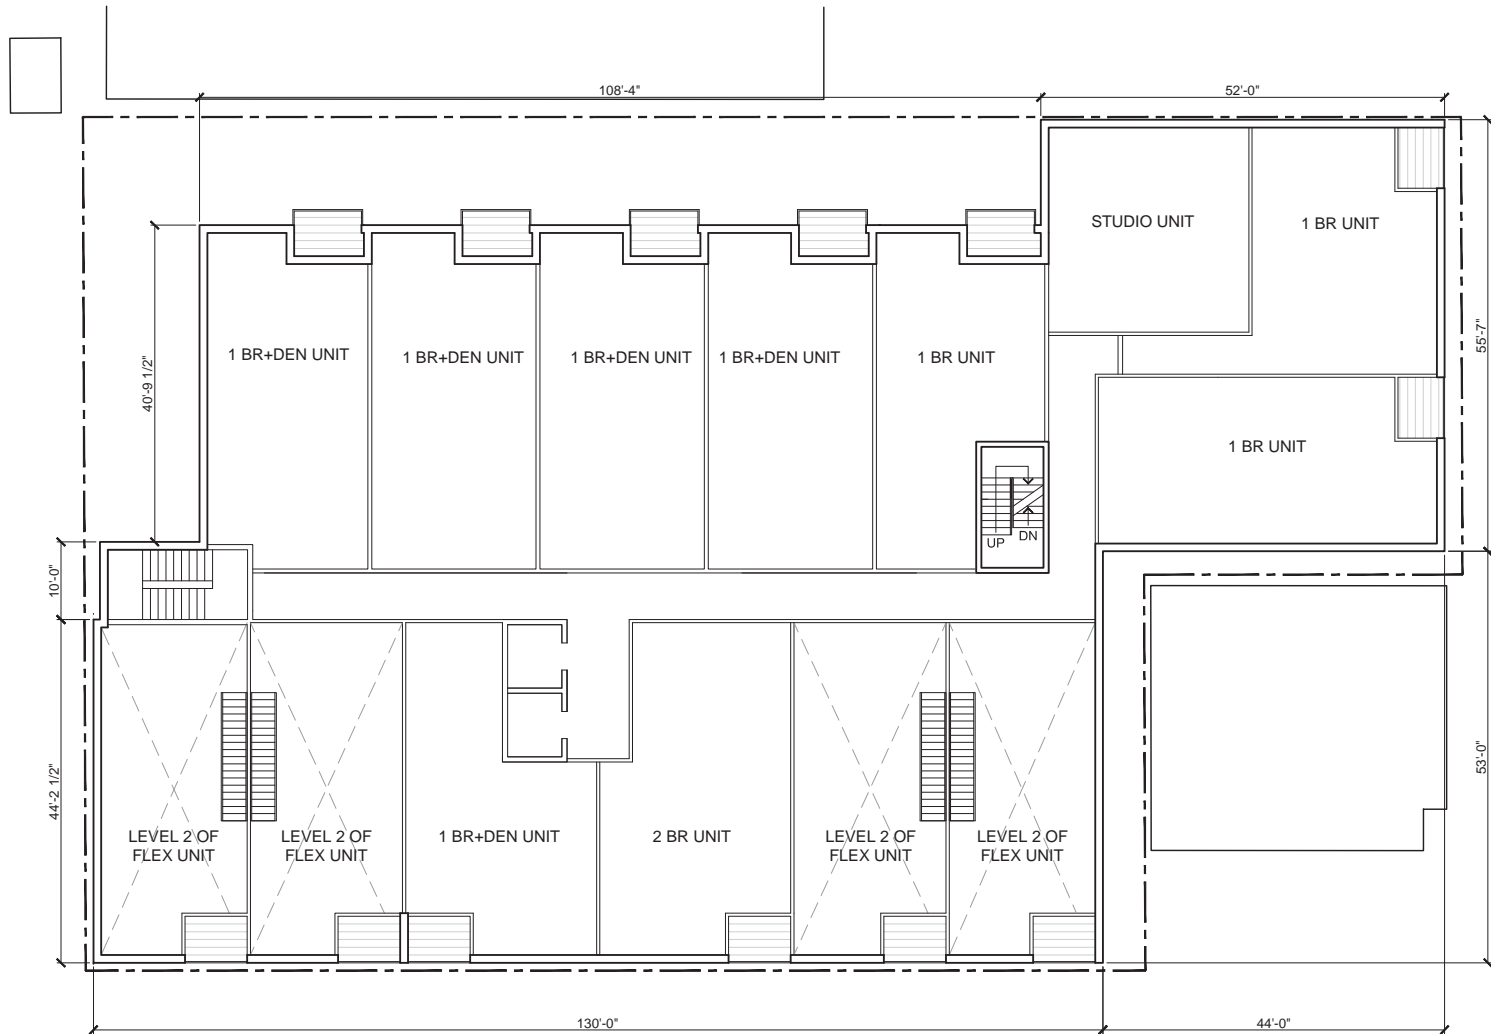 108'-4"
52'-0"
STUDIO UNIT
1 BR UNIT
1 BR+DEN UNIT
1 BR+DEN UNIT
1 BR+DEN UNIT
1 BR+DEN UNIT
1 BR UNIT
40'-9 1/2"
55'-7"
1 BR UNIT
UP
DN
10'-0"
44'-2 1/2"
53'-0"
LEVEL 2 OF
FLEX UNIT
LEVEL 2 OF
FLEX UNIT
1 BR+DEN UNIT
2 BR UNIT
LEVEL 2 OF
FLEX UNIT
LEVEL 2 OF
FLEX UNIT
130'-0"
44'-0"